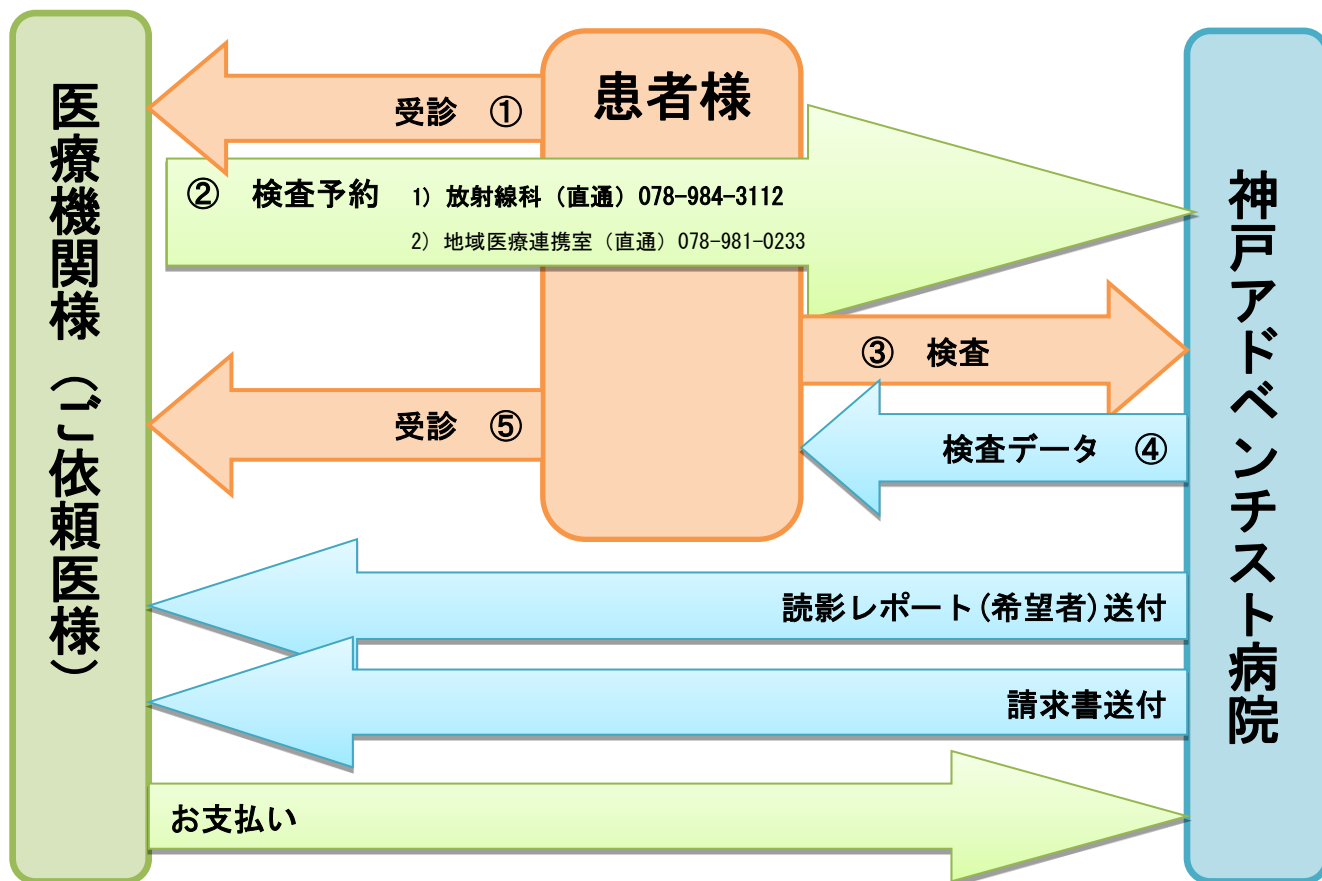 医療機関様（ご依頼医様）
患者様
神戸アドベンチスト病院
受診 ①
② 検査予約 1) 放射線科（直通）078-984-3112
2) 地域医療連携室（直通）078-981-0233
③ 検査
検査データ ④
受診 ⑤
読影レポート(希望者)送付
請求書送付
お支払い